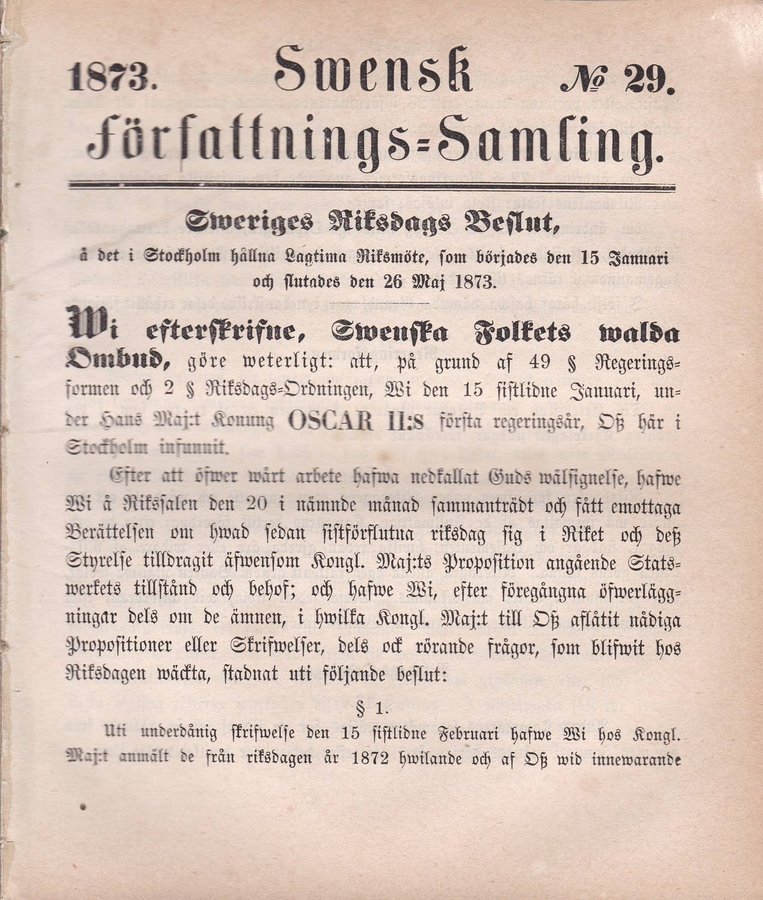 1873. Swensk № 29.
Författnings=Samling.
Sweriges Riksdags Beslut,
å det i Stockholm hållna Lagtima Riksmöte, som börjades den 15 Januari
och slutades den 26 Maj 1873.
Wi efterskrifne, Swenska Folkets walda
Ombud, göre weterligt: att, på grund af 49 § Regerings=
formen och 2 § Riksdags=Ordningen, Wi den 15 sistlidne Januari, un=
der Hans Maj:t Konung OSCAR II:S första regeringsår, Oß här i
Stockholm infunnit.
Efter att öfwer wårt arbete hafwa nedkallat Guds wälsignelse, hafwe
Wi å Rikssalen den 20 i nämnde månad sammanträdt och fått emottaga
Berättelsen om hwad sedan sistförflutna riksdag sig i Riket och deß
Styrelse tilldragit äfwensom Kongl. Maj:ts Proposition angående Stats=
werkets tillstånd och behof; och hafwe Wi, efter föregångna öfwerlägg=
ningar dels om de ämnen, i hwilka Kongl. Maj:t till Oß aflåtit nådiga
Propositioner eller Skrifwelser, dels ock rörande frågor, som blifwit hos
Riksdagen wäckta, stadnat uti följande beslut:
§ 1.
Uti underdånig skrifwelse den 15 sistlidne Februari hafwe Wi hos Kongl.
Maj:t anmält de från riksdagen år 1872 hwilande och af Oß wid innewarande